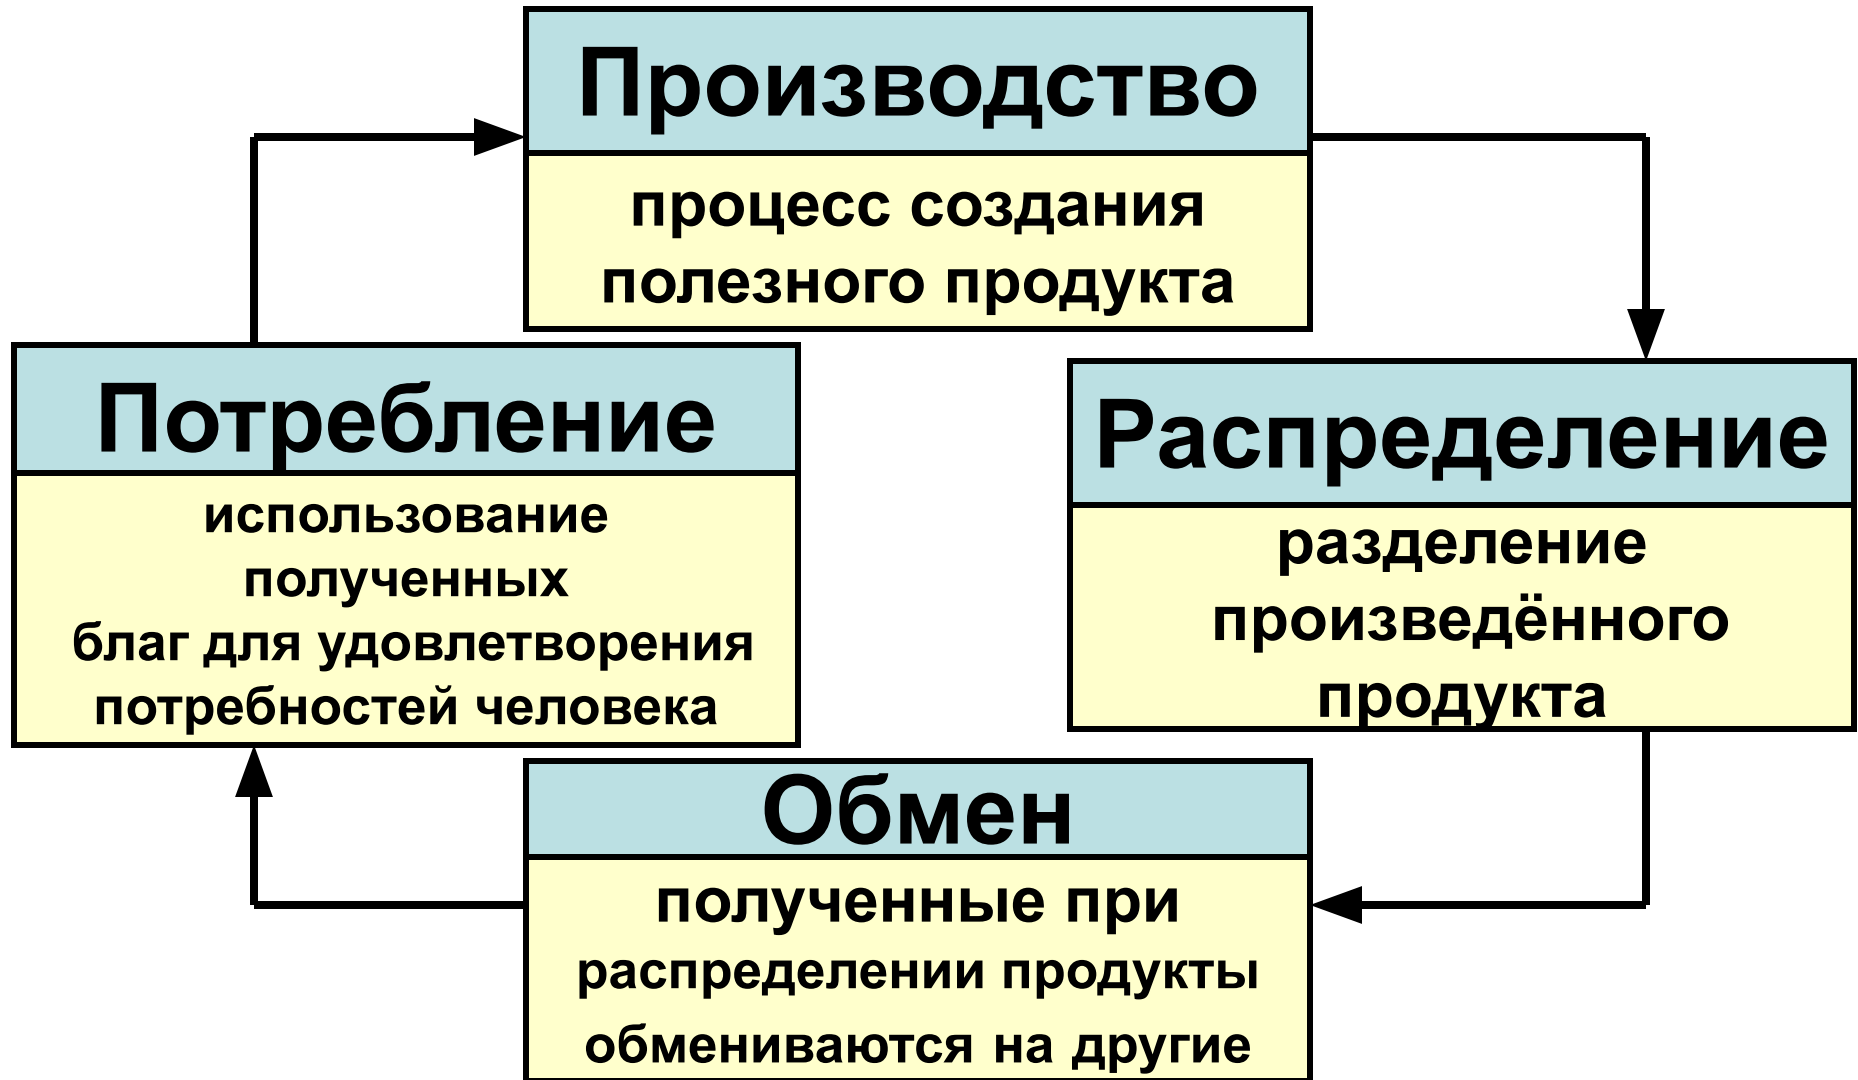 Производство
процесс создания
полезного продукта
Потребление
использование
полученных
благ для удовлетворения
потребностей человека
Распределение
разделение
произведённого
продукта
Обмен
полученные при
распределении продукты
обмениваются на другие